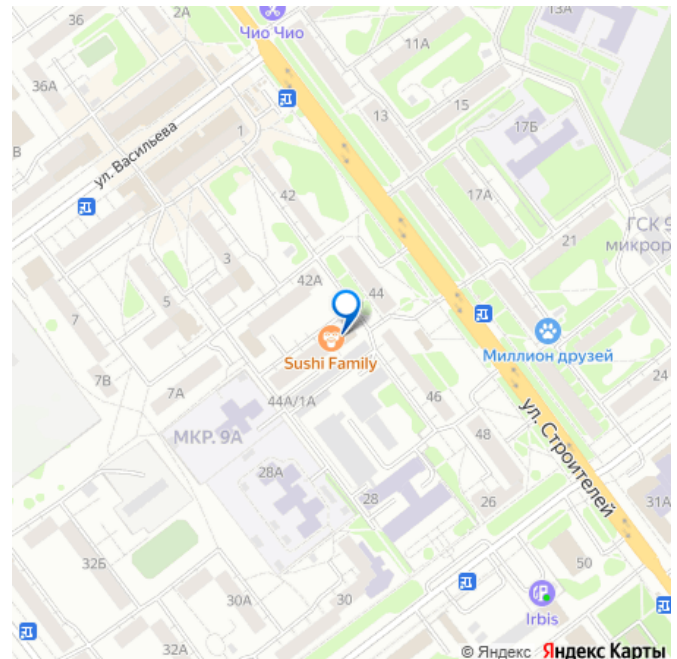 36
2А
Чио Чио
13А
11А
36А
15
13
17Б
В
1
ул. Васильева
42
17А
ГСК 9
микрор
21
3
42А
44
5
7
Sushi Family
Миллион друзей
7В
7А
24
44А/1А
46
ул. Строителей
МКР. 9А
48
28А
28
26
31А
32Б
50
30А
30
Irbis
32А
© Яндекс Яндекс Карты